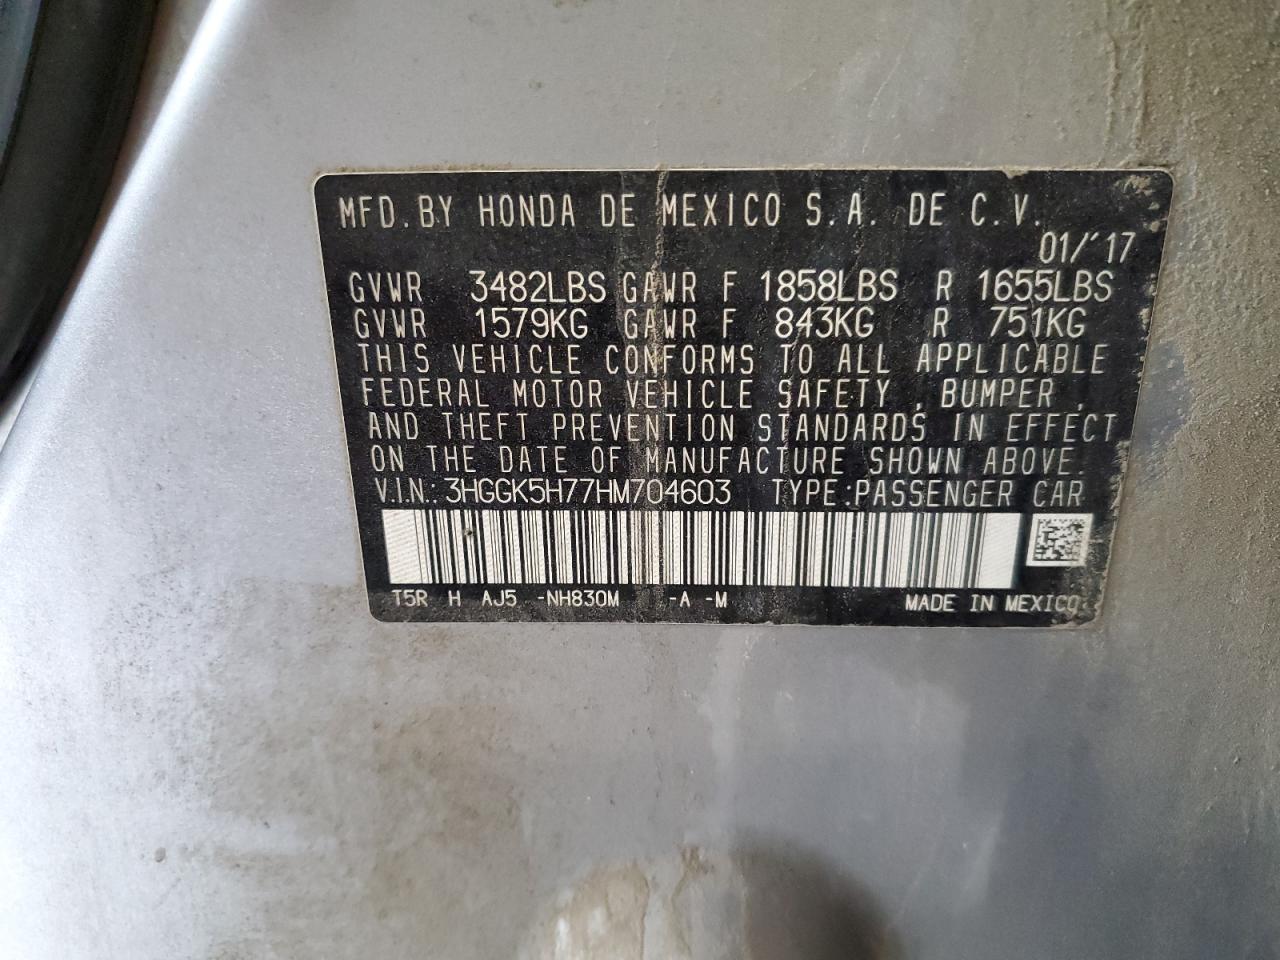 MFD. BY HONDA DE MEXICO S.A. DE C.V.
01/'17
GVWR 3482LBS GAWR F 1858LBS R 1655LBS
GVWR 1579KG GAWR F 843KG R 751KG
THIS VEHICLE CONFORMS TO ALL APPLICABLE
FEDERAL MOTOR VEHICLE SAFETY , BUMPER ,
AND THEFT PREVENTION STANDARDS IN EFFECT
ON THE DATE OF MANUFACTURE SHOWN ABOVE.
V.I.N.: 3HGGK5H77HM704603 TYPE:PASSENGER CAR
T5R H AJ5 -NH830M -A -M MADE IN MEXICO